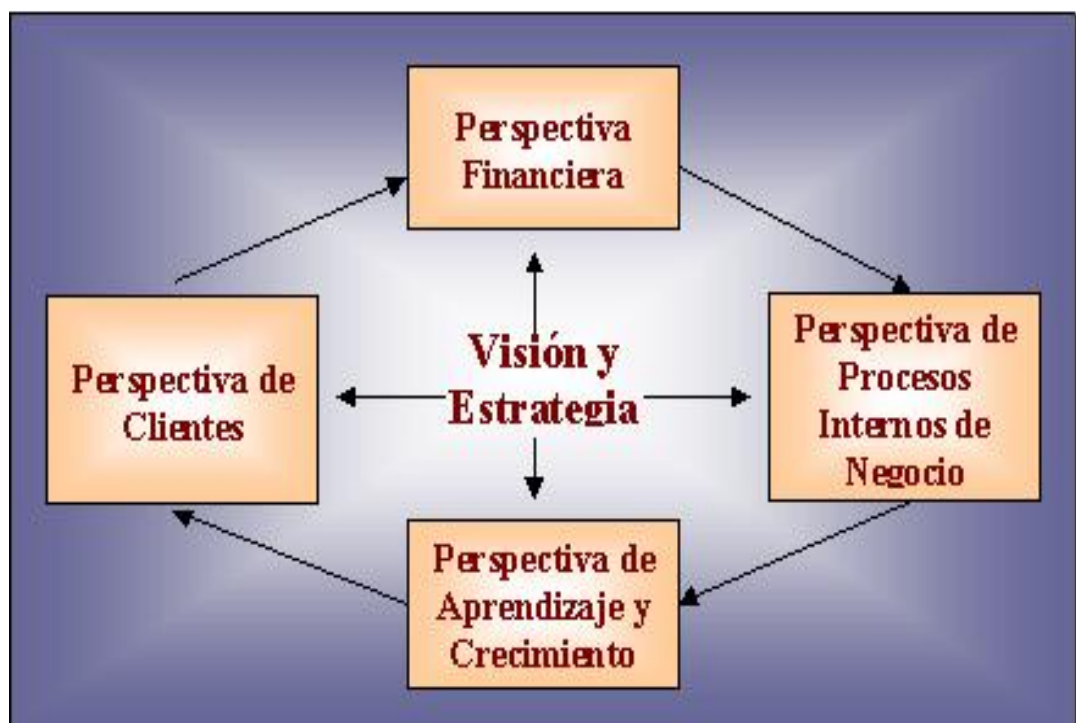 Perspectiva
Financiera
Perspectiva de
Clientes
Visión y
Estrategia
Perspectiva de
Procesos
Internos de
Negocio
Perspectiva de
Aprendizaje y
Crecimiento